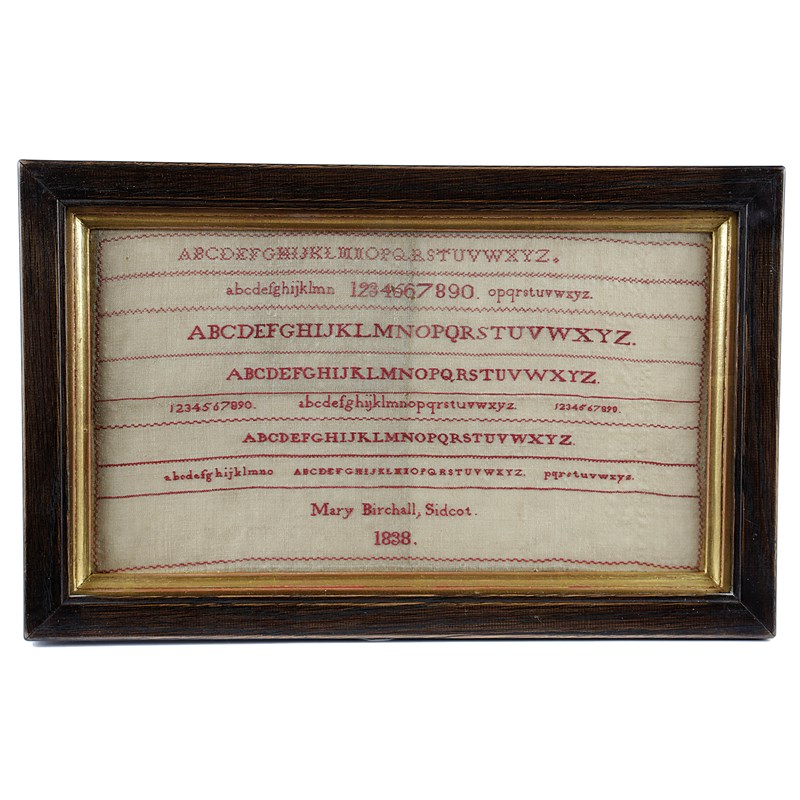 ABCDEFGHIJKLMNOPQRSTUVWXYZ.
abcdefghijklmn 1234567890. opqrstuvwxyz.
ABCDEFGHIJKLMNOPQRSTUVWXYZ.
ABCDEFGHIJKLMNOPQRSTUVWXYZ.
1234567890. abcdefghijklmnopqrstuvwxyz. 1234567890.
ABCDEFGHIJKLMNOPQRSTUVWXYZ.
abcdefghijklmno ABCDEFGHIJKLMNOPQRSTUVWXYZ. pqrstuvwxyz.
Mary Birchall, Sidcot.
1838.